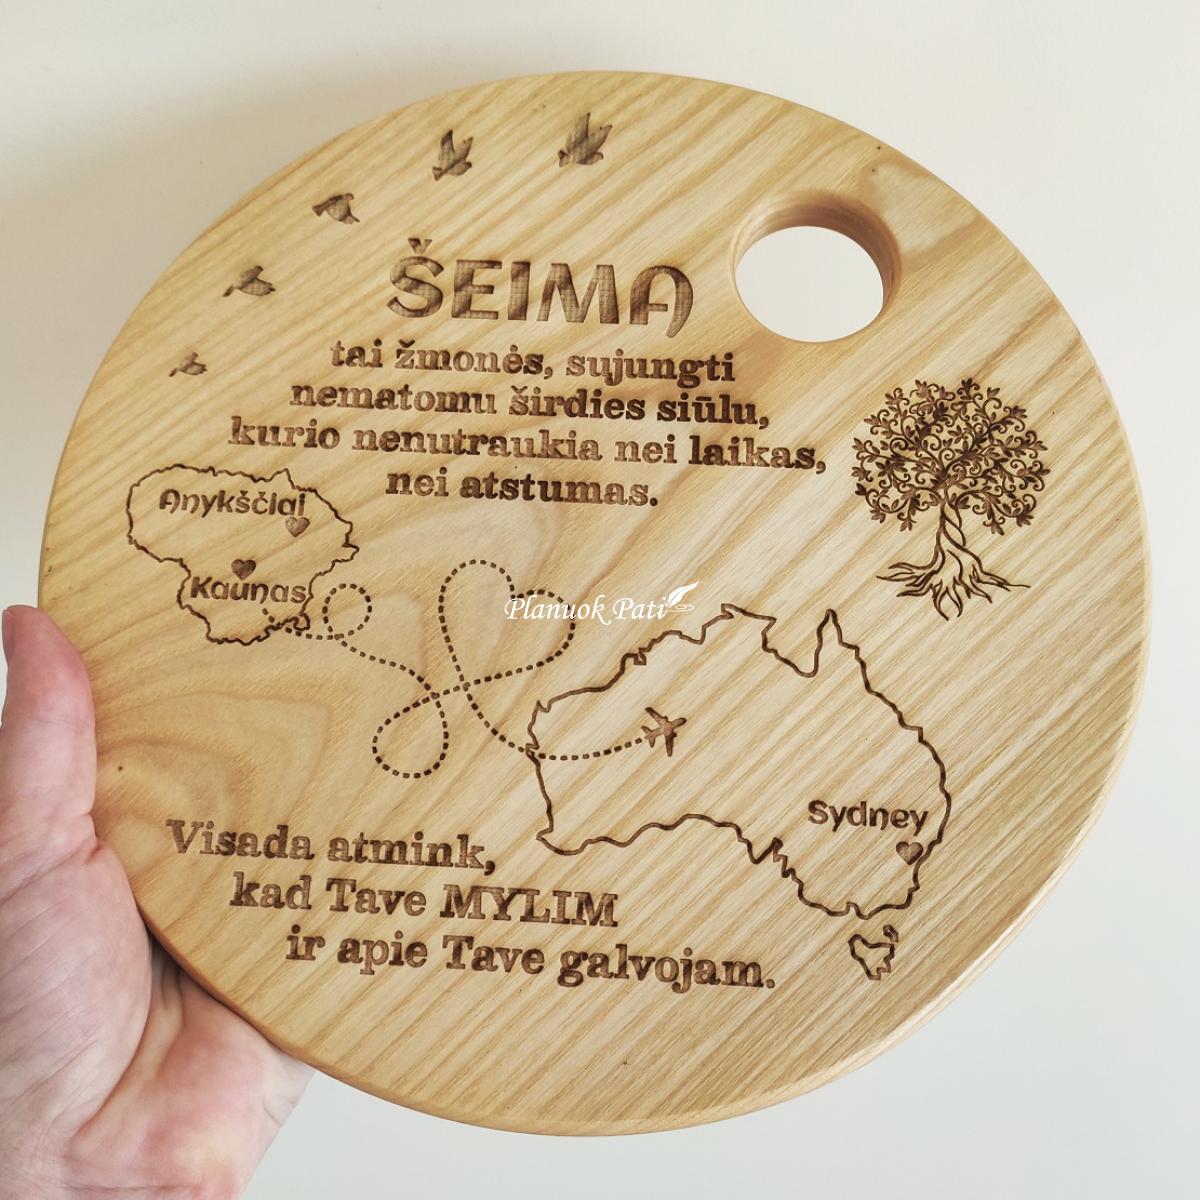 ŠEIMA
tai žmonės, sujungti
nematomu širdies siūlu,
kurio nenutraukia nei laikas,
nei atstumas.
Anykščiai
Kaunas
Planuok Pati
Sydney
Visada atmink,
kad Tave MYLIM
ir apie Tave galvojam.